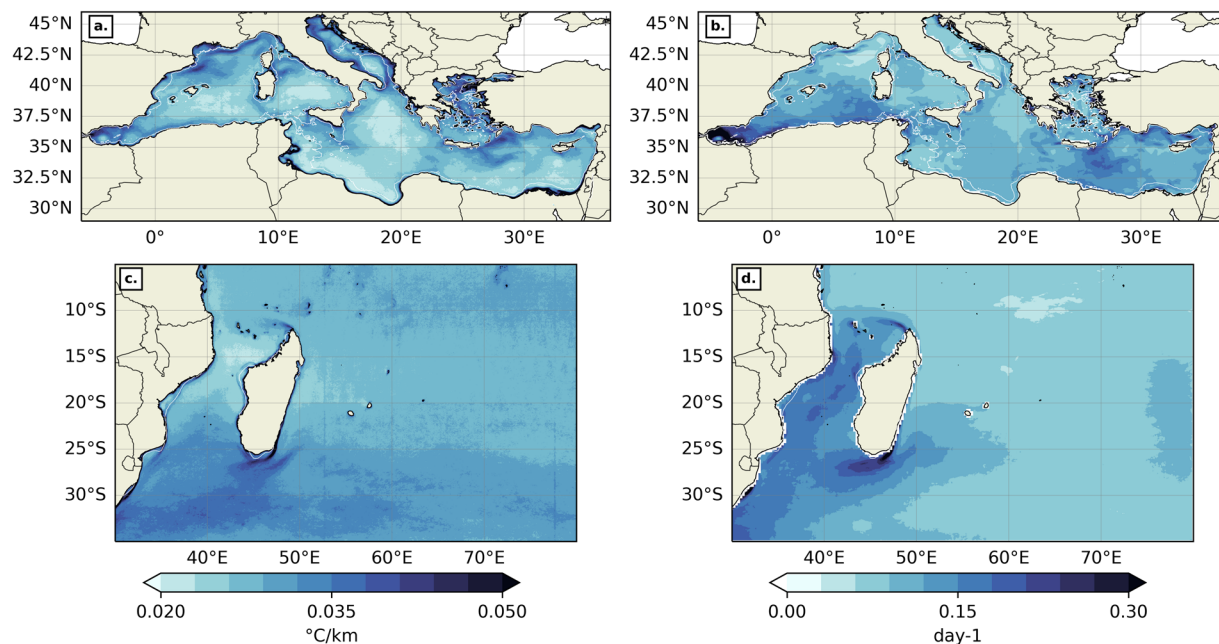 a.
45°N
42.5°N
40°N
37.5°N
35°N
32.5°N
30°N
0°
10°E
20°E
30°E
b.
45°N
42.5°N
40°N
37.5°N
35°N
32.5°N
30°N
0°
10°E
20°E
30°E
c.
10°S
15°S
20°S
25°S
30°S
40°E
50°E
60°E
70°E
0.020
0.035
0.050
°C/km
d.
10°S
15°S
20°S
25°S
30°S
40°E
50°E
60°E
70°E
0.00
0.15
0.30
day-1